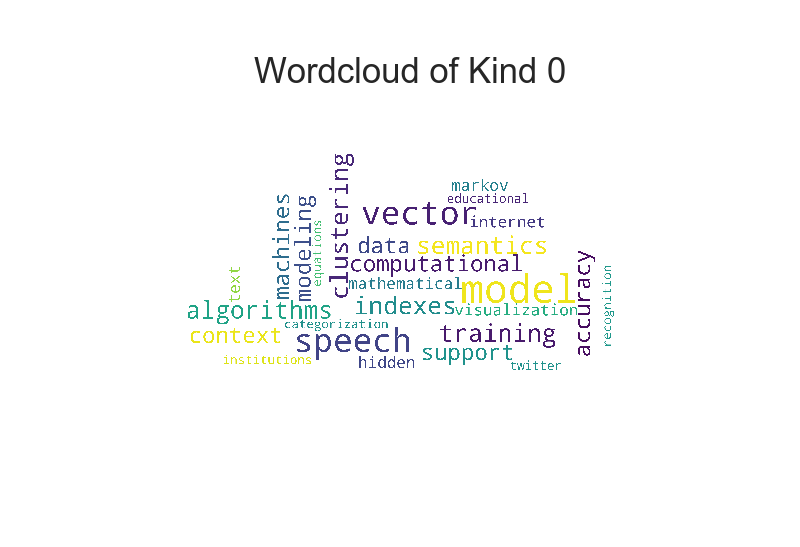 Wordcloud of Kind 0
clustering
markov
educational
machines
modeling
vector
internet
equations
data
semantics
computational
accuracy
text
mathematical
model
recognition
algorithms
indexes
visualization
categorization
context
speech
training
support
institutions
hidden
twitter